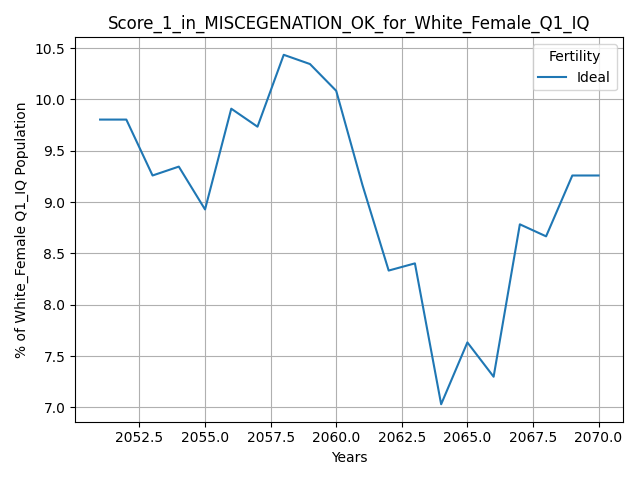 Score_1_in_MISCEGENATION_OK_for_White_Female_Q1_IQ
Fertility
Ideal
% of White_Female Q1_IQ Population
10.5
10.0
9.5
9.0
8.5
8.0
7.5
7.0
2052.5 2055.0 2057.5 2060.0 2062.5 2065.0 2067.5 2070.0
Years